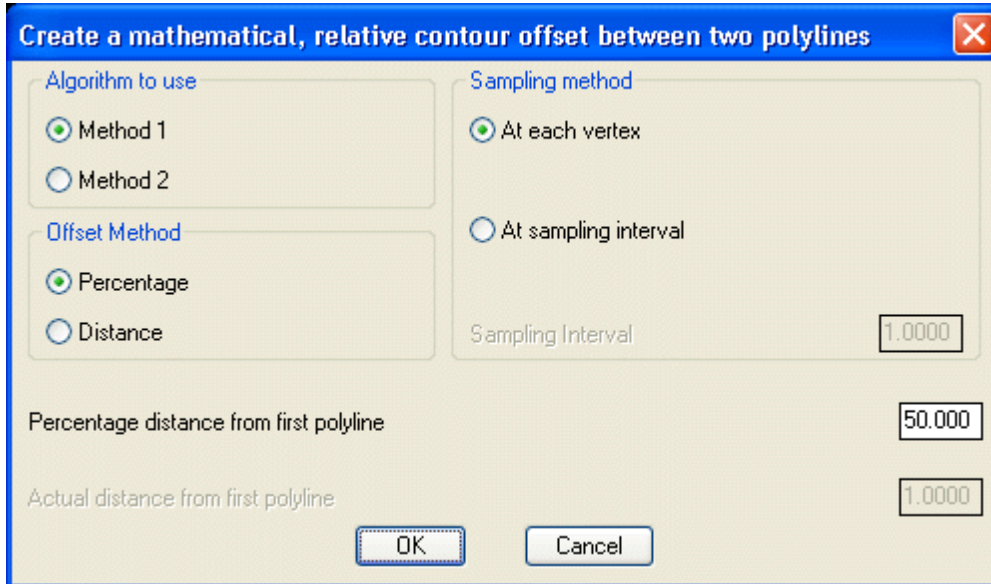 Create a mathematical, relative contour offset between two polylines
Algorithm to use
Method 1
Method 2
Offset Method
Percentage
Distance
Sampling method
At each vertex
At sampling interval
Sampling Interval 1.0000
Percentage distance from first polyline 50.000
Actual distance from first polyline 1.0000
OK Cancel